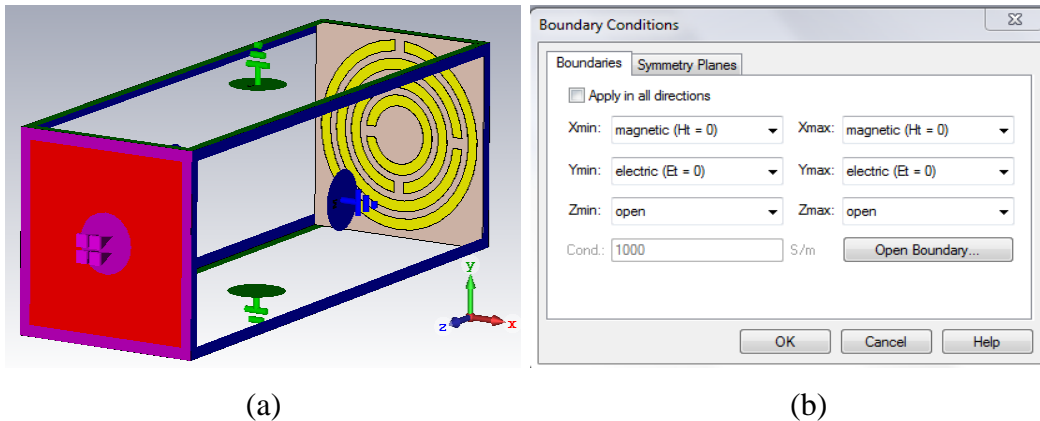 y
z
x
Boundary Conditions
Boundaries
Symmetry Planes
Apply in all directions
Xmin: magnetic (Ht = 0) Xmax: magnetic (Ht = 0)
Ymin: electric (Et = 0) Ymax: electric (Et = 0)
Zmin: open Zmax: open
Cond.: 1000 S/m Open Boundary...
OK Cancel Help
(a) (b)